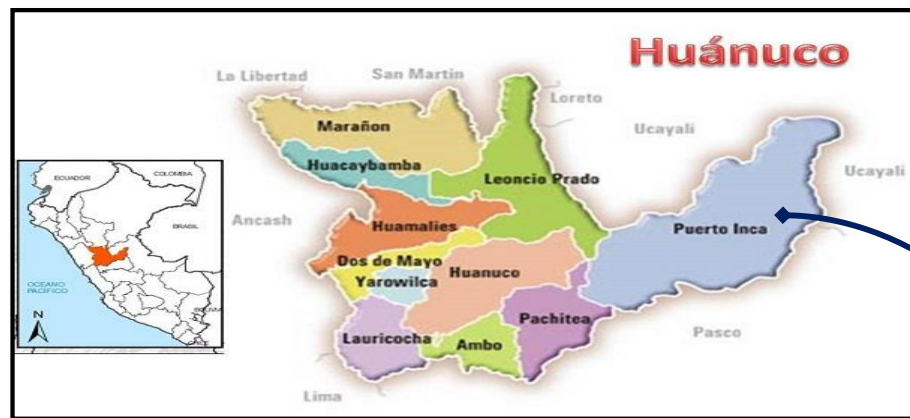 Huánuco
La Libertad
San Martin
Loreto
Ucayali
Marañon
Huacaybamba
Leoncio Prado
Ucayali
Ancash
Huamalies
Puerto Inca
Dos de Mayo
Huanuco
Yarowilca
Pachitea
Pasco
Lauricocha
Ambo
Lima
ECUADOR
COLOMBIA
BRASIL
OCEANO
PACÍFICO
N